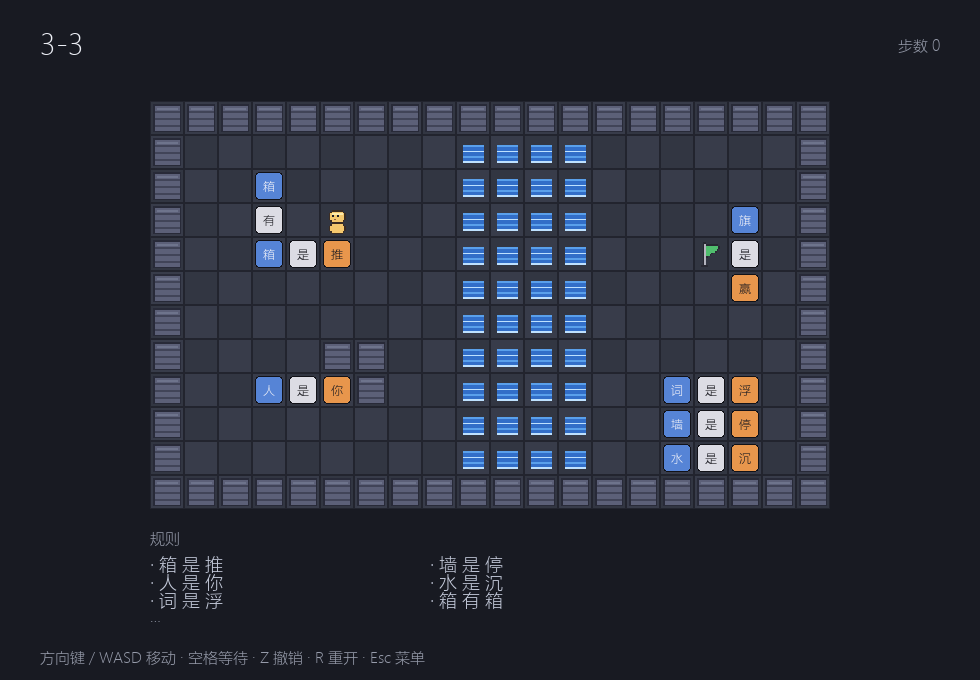 3-3
步数 0
箱
有
旗
箱 是 推
是
赢
人 是 你
词 是 浮
墙 是 停
水 是 沉
规则
· 箱 是 推
· 墙 是 停
· 人 是 你
· 水 是 沉
· 词 是 浮
· 箱 有 箱
...
方向键 / WASD 移动 · 空格等待 · Z 撤销 · R 重开 · Esc 菜单